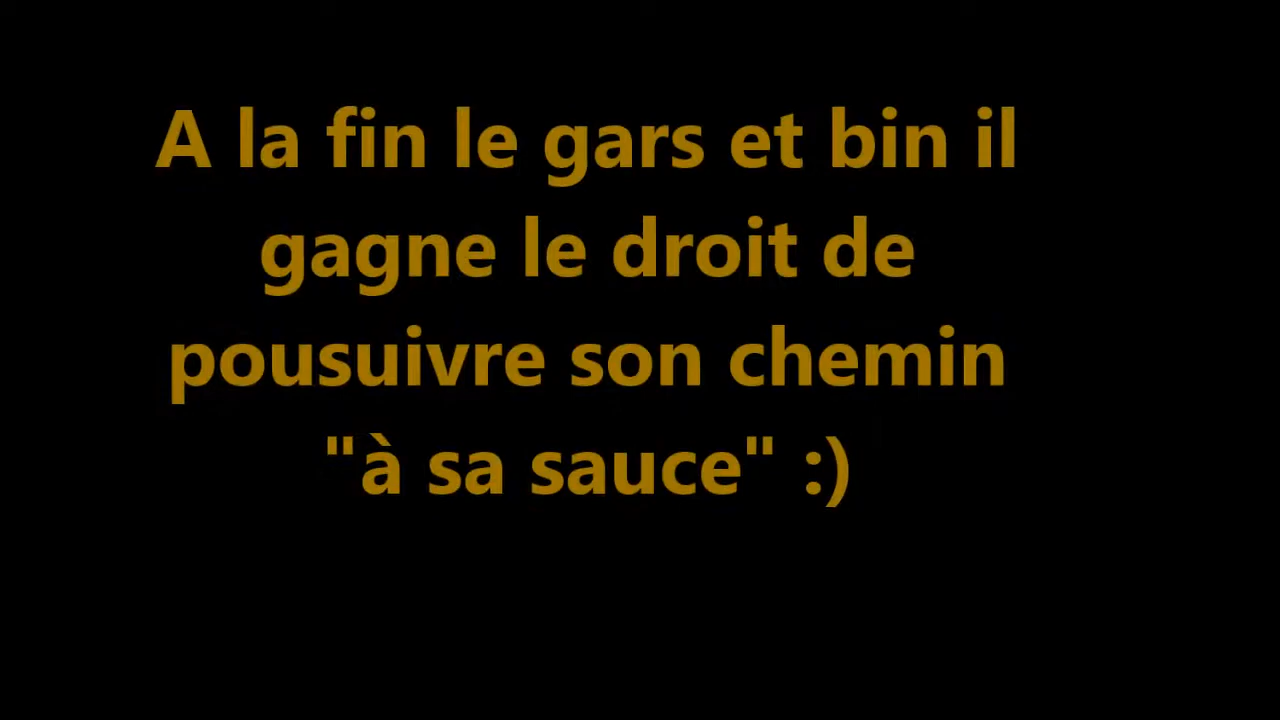 A la fin le gars et bin il
gagne le droit de
pousuivre son chemin
"à sa sauce" :)